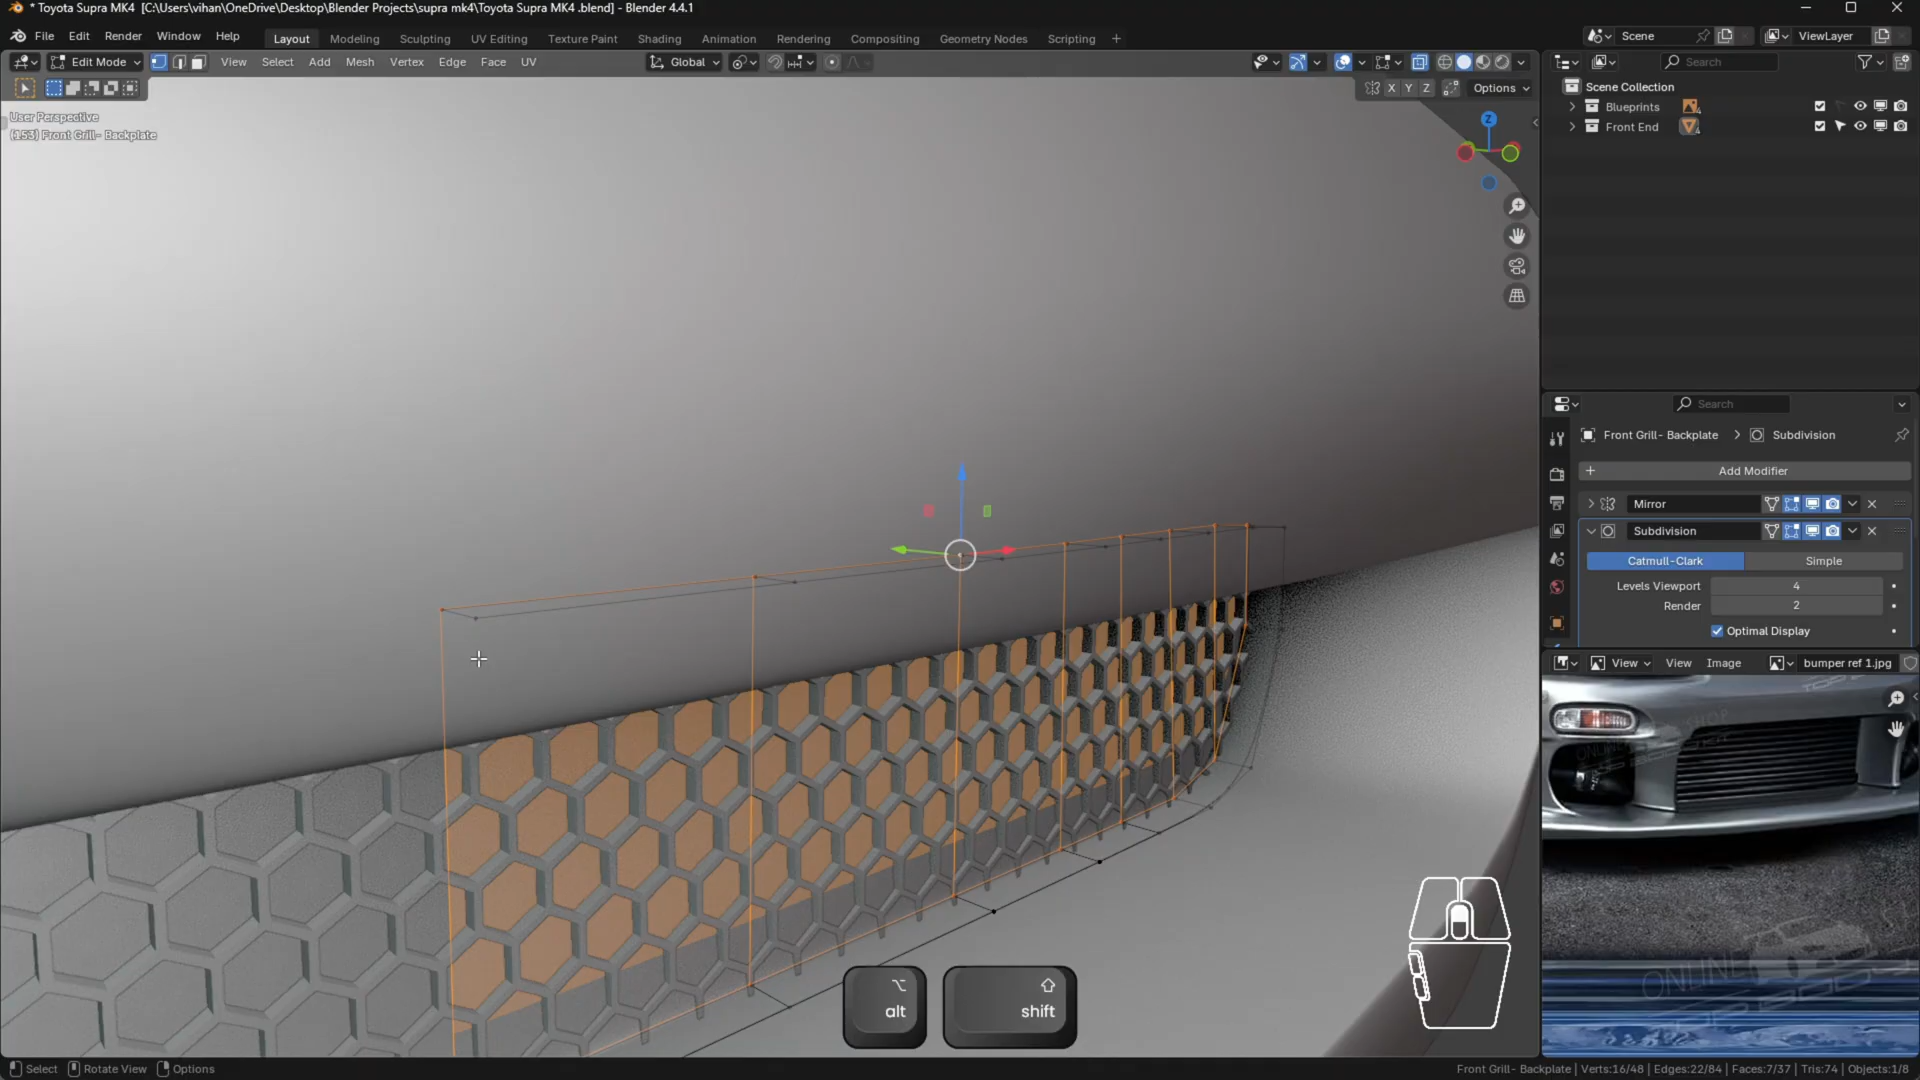 * Toyota Supra MK4  [C:\Users\vihan\OneDrive\Desktop\Blender Projects\supra mk4\Toyota Supra MK4 .blend] - Blender 4.4.1
File Edit Render Window Help
Layout Modeling Sculpting UV Editing Texture Paint Shading Animation Rendering Compositing Geometry Nodes Scripting +
Scene
ViewLayer
Edit Mode View Select Add Mesh Vertex Edge Face UV
Global
Search
X Y Z Options
Scene Collection
Blueprints
Front End
User Perspective
(153) Front Grill- Backplate
Z
Search
Front Grill- Backplate > Subdivision
+ Add Modifier
Mirror
Subdivision
Catmull-Clark Simple
Levels Viewport 4
Render 2
Optimal Display
View View Image bumper ref 1.jpg
ONLINE
alt
shift
Select Rotate View Options
Front Grill- Backplate | Verts:16/48 | Edges:22/84 | Faces:7/37 | Tris:74 | Objects:1/8